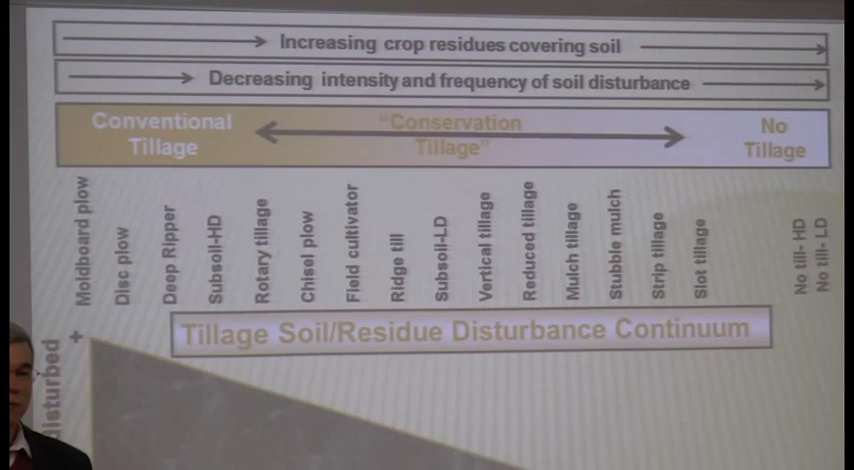 Increasing crop residues covering soil
Decreasing intensity and frequency of soil disturbance
Conventional
Tillage
"Conservation
Tillage"
No
Tillage
Moldboard plow
Disc plow
Deep Ripper
Subsoil-HD
Rotary tillage
Chisel plow
Field cultivator
Ridge till
Subsoil-LD
Vertical tillage
Reduced tillage
Mulch tillage
Stubble mulch
Strip tillage
Slot tillage
No till- HD
No till- LD
Tillage Soil/Residue Disturbance Continuum
+
disturbed